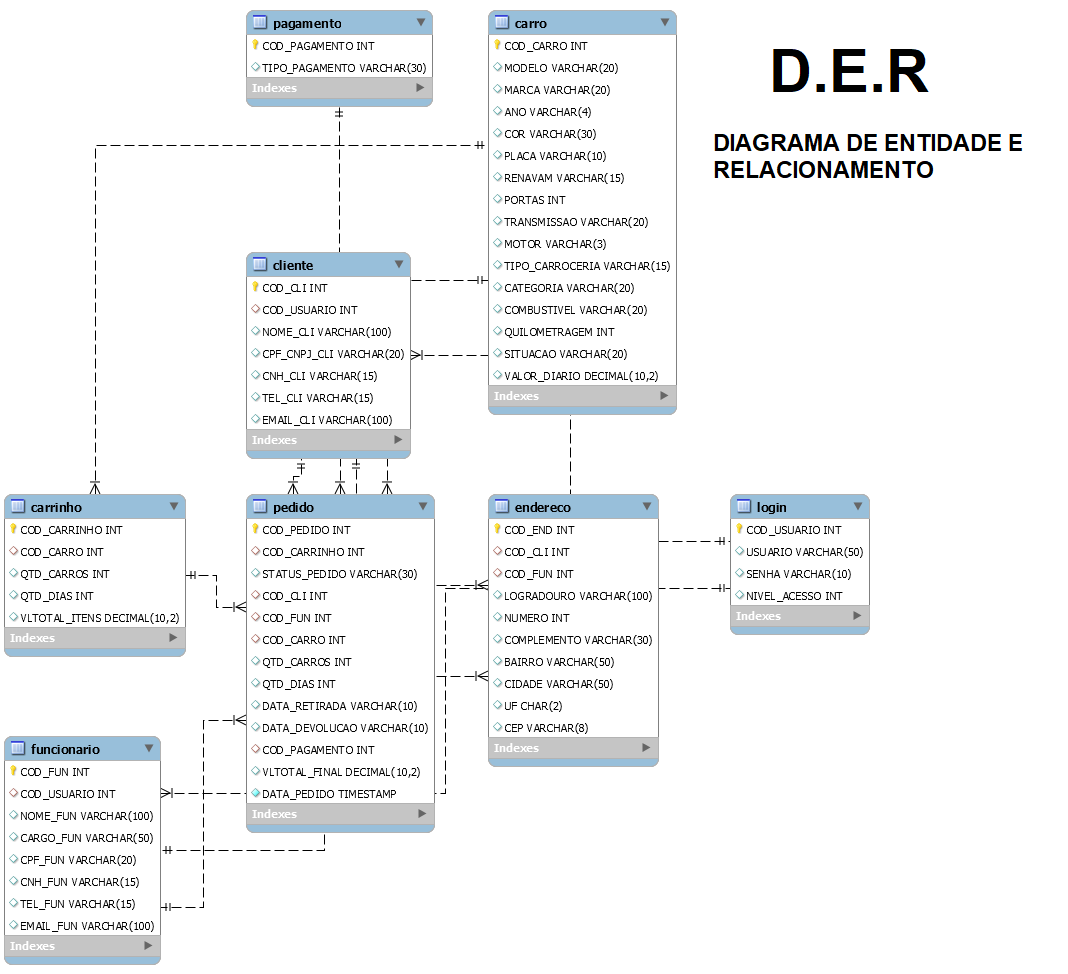 pagamento
COD_PAGAMENTO INT
TIPO_PAGAMENTO VARCHAR(30)
Indexes
carro
COD_CARRO INT
MODELO VARCHAR(20)
MARCA VARCHAR(20)
ANO VARCHAR(4)
COR VARCHAR(30)
PLACA VARCHAR(10)
RENAVAM VARCHAR(15)
PORTAS INT
TRANSMISSAO VARCHAR(20)
MOTOR VARCHAR(3)
TIPO_CARROCERIA VARCHAR(15)
CATEGORIA VARCHAR(20)
COMBUSTIVEL VARCHAR(20)
QUILOMETRAGEM INT
SITUACAO VARCHAR(20)
VALOR_DIARIO DECIMAL(10,2)
Indexes
D.E.R
DIAGRAMA DE ENTIDADE E
RELACIONAMENTO
cliente
COD_CLI INT
COD_USUARIO INT
NOME_CLI VARCHAR(100)
CPF_CNPJ_CLI VARCHAR(20)
CNH_CLI VARCHAR(15)
TEL_CLI VARCHAR(15)
EMAIL_CLI VARCHAR(100)
Indexes
carrinho
COD_CARRINHO INT
COD_CARRO INT
QTD_CARROS INT
QTD_DIAS INT
VLTOTAL_ITENS DECIMAL(10,2)
Indexes
pedido
COD_PEDIDO INT
COD_CARRINHO INT
STATUS_PEDIDO VARCHAR(30)
COD_CLI INT
COD_FUN INT
COD_CARRO INT
QTD_CARROS INT
QTD_DIAS INT
DATA_RETIRADA VARCHAR(10)
DATA_DEVOLUCAO VARCHAR(10)
COD_PAGAMENTO INT
VLTOTAL_FINAL DECIMAL(10,2)
DATA_PEDIDO TIMESTAMP
Indexes
endereco
COD_END INT
COD_CLI INT
COD_FUN INT
LOGRADOURO VARCHAR(100)
NUMERO INT
COMPLEMENTO VARCHAR(30)
BAIRRO VARCHAR(50)
CIDADE VARCHAR(50)
UF CHAR(2)
CEP VARCHAR(8)
Indexes
login
COD_USUARIO INT
USUARIO VARCHAR(50)
SENHA VARCHAR(10)
NIVEL_ACESSO INT
Indexes
funcionario
COD_FUN INT
COD_USUARIO INT
NOME_FUN VARCHAR(100)
CARGO_FUN VARCHAR(50)
CPF_FUN VARCHAR(20)
CNH_FUN VARCHAR(15)
TEL_FUN VARCHAR(15)
EMAIL_FUN VARCHAR(100)
Indexes